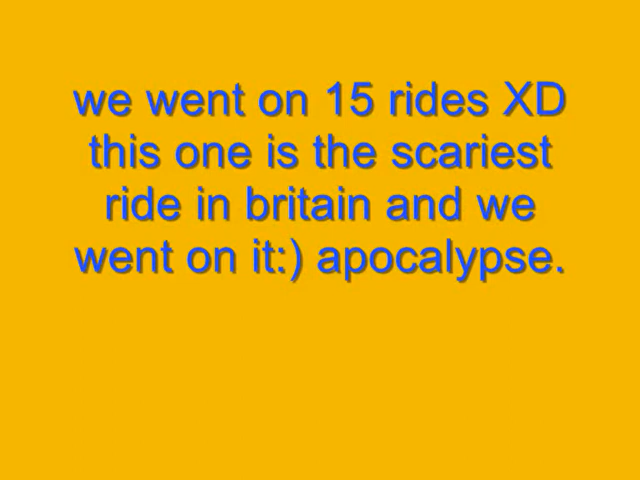 we went on 15 rides XD
this one is the scariest
ride in britain and we
went on it:) apocalypse.